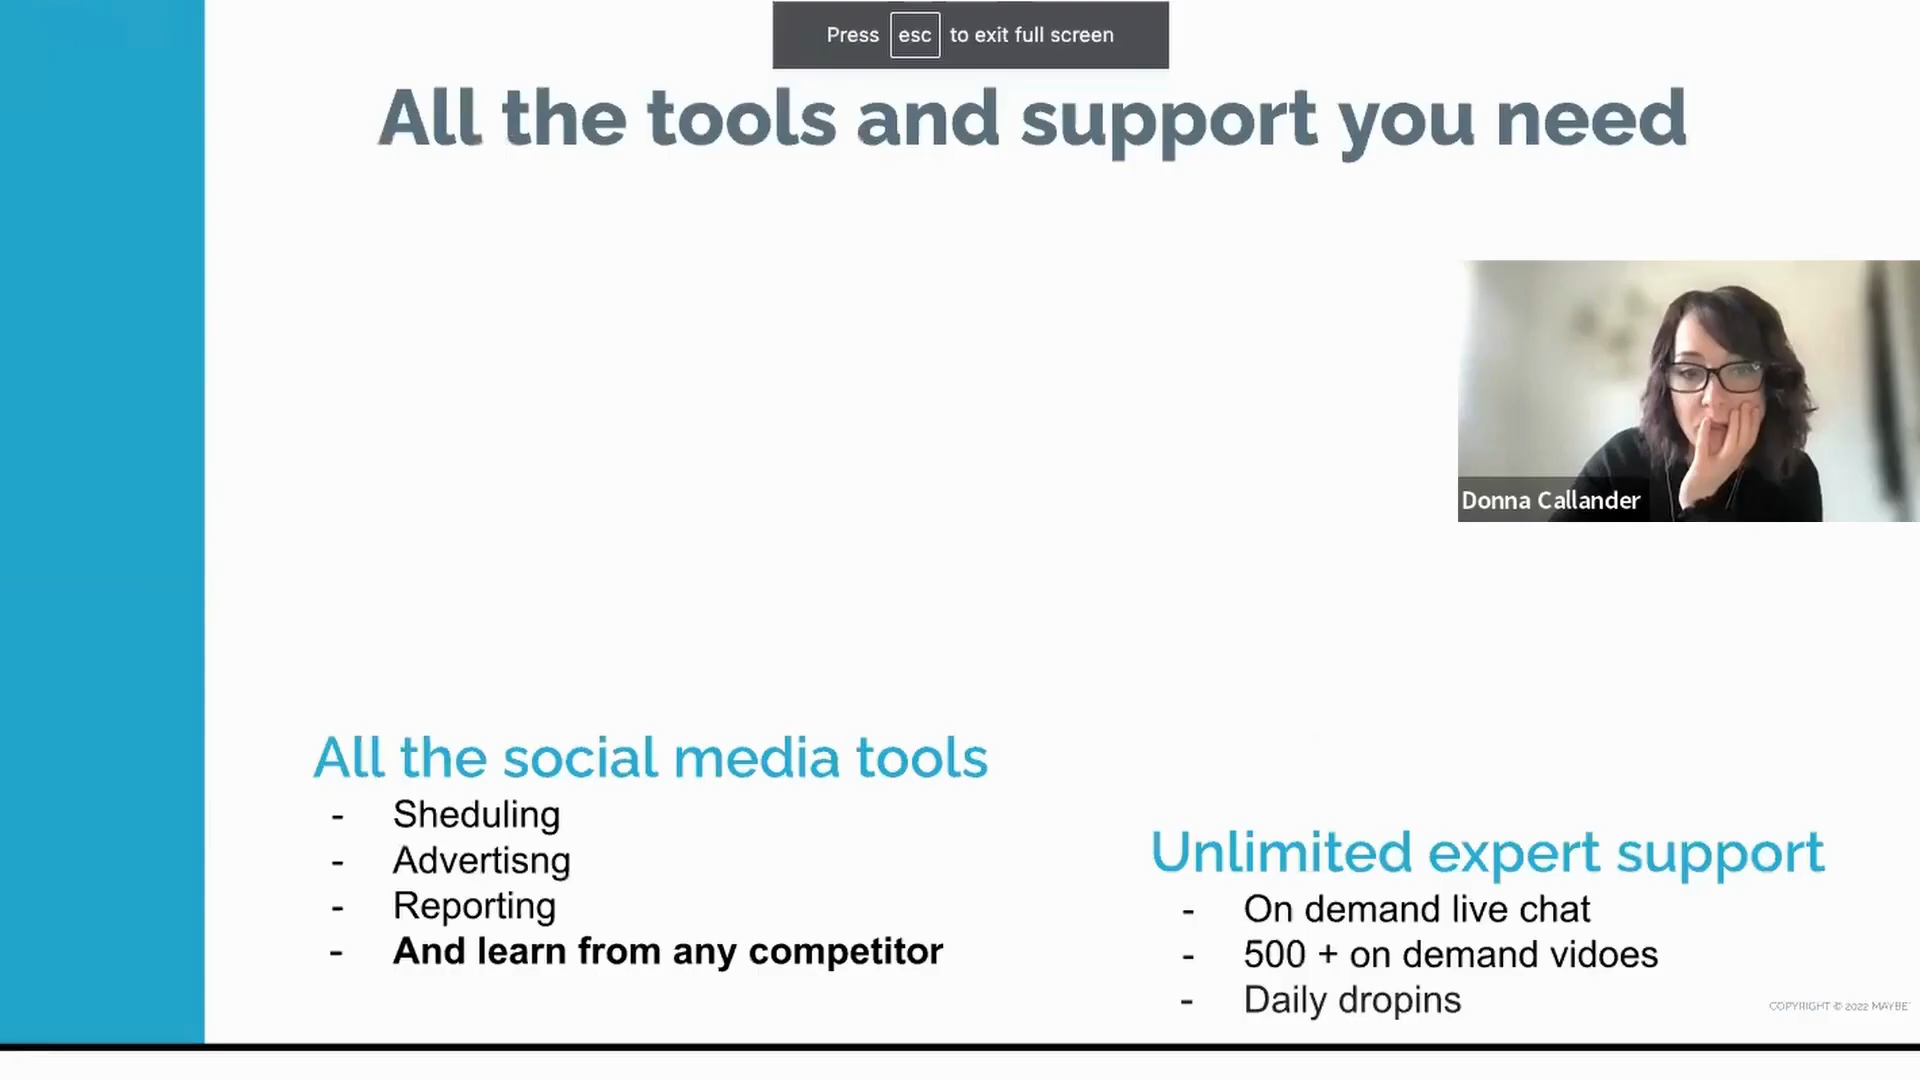 Press esc to exit full screen
All the tools and support you need
Donna Callander
All the social media tools
- Sheduling
- Advertisng
- Reporting
- And learn from any competitor
Unlimited expert support
- On demand live chat
- 500 + on demand vidoes
- Daily dropins
COPYRIGHT © 2022 MAYBE*